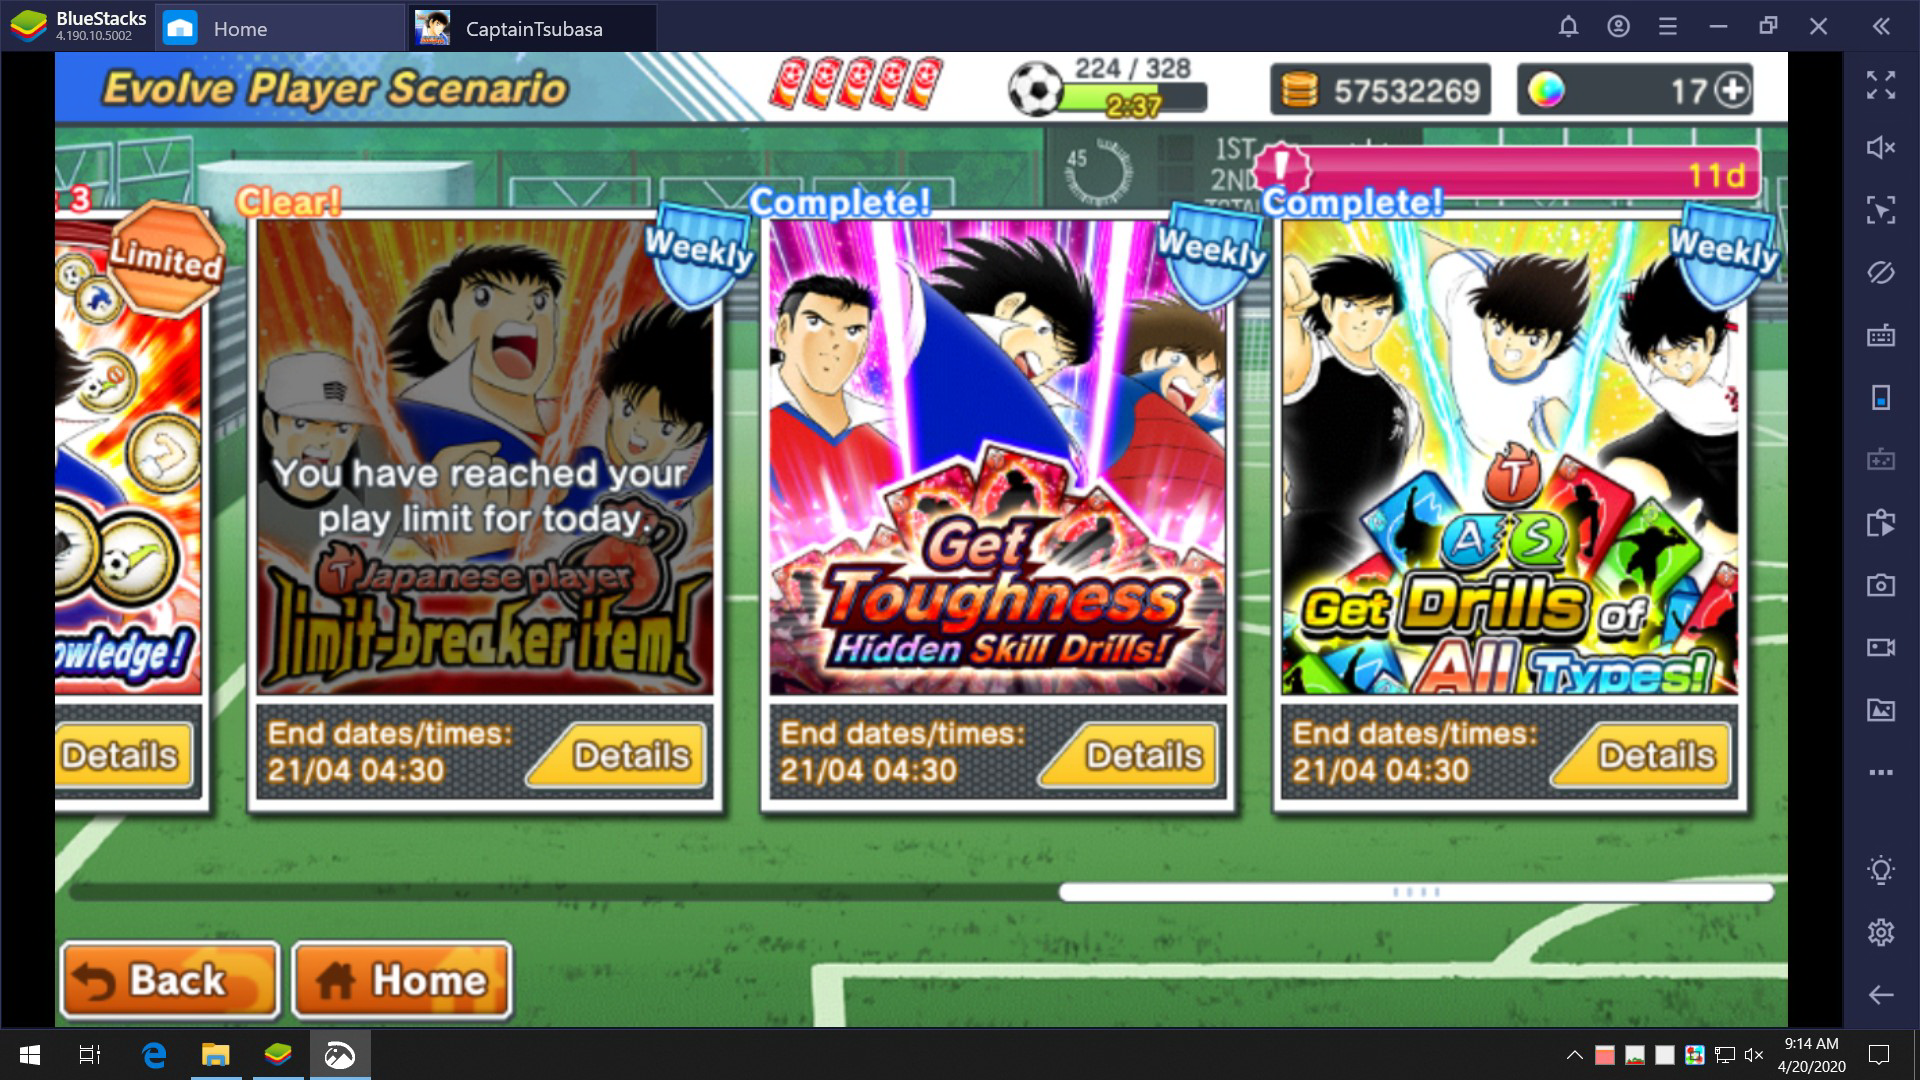 BlueStacks
4.190.10.5002
Home
CaptainTsubasa
Evolve Player Scenario
224 / 328
2:37
57532269
17
45
1ST
2ND
11d
: 3
Limited
owledge!
Details
Clear!
Weekly
You have reached your
play limit for today.
T Japanese player
limit-breaker item!
End dates/times:
21/04 04:30
Details
Complete!
Weekly
Get
Toughness
Hidden Skill Drills!
End dates/times:
21/04 04:30
Details
Complete!
Weekly
T
A S
Get Drills of
All Types!
End dates/times:
21/04 04:30
Details
Back
Home
9:14 AM
4/20/2020